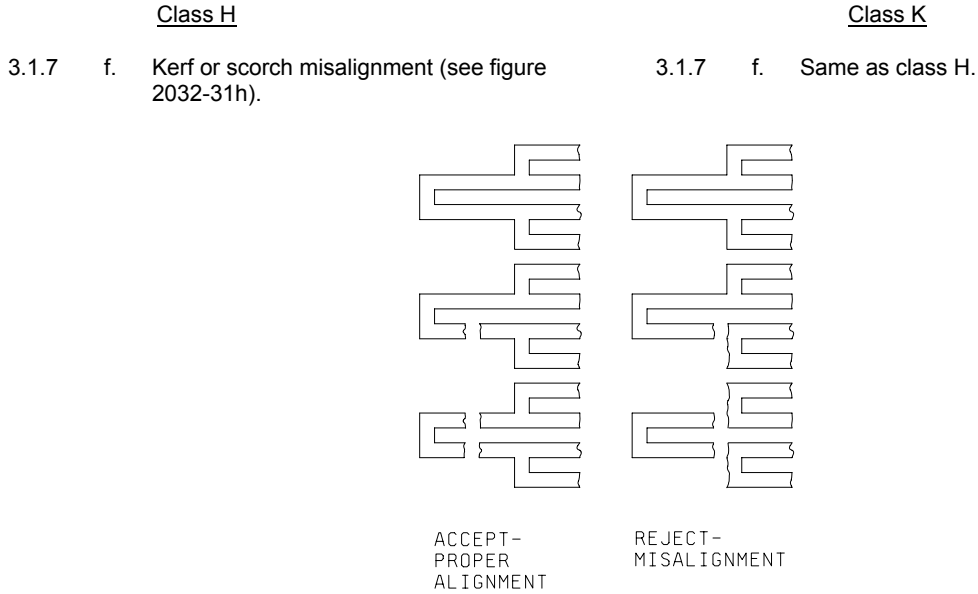 Class H
Class K
3.1.7 f. Kerf or scorch misalignment (see figure
2032-31h).
3.1.7 f. Same as class H.
ACCEPT-
PROPER
ALIGNMENT
REJECT-
MISALIGNMENT